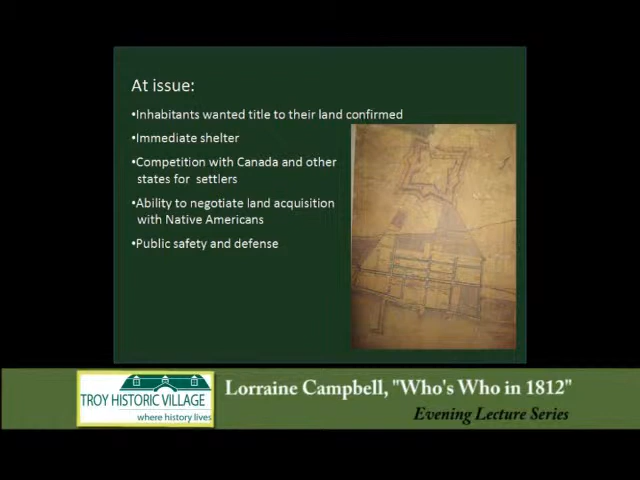 At issue:
•Inhabitants wanted title to their land confirmed
•Immediate shelter
•Competition with Canada and other
states for settlers
•Ability to negotiate land acquisition
with Native Americans
•Public safety and defense
TROY HISTORIC VILLAGE
where history lives
Lorraine Campbell, "Who's Who in 1812"
Evening Lecture Series